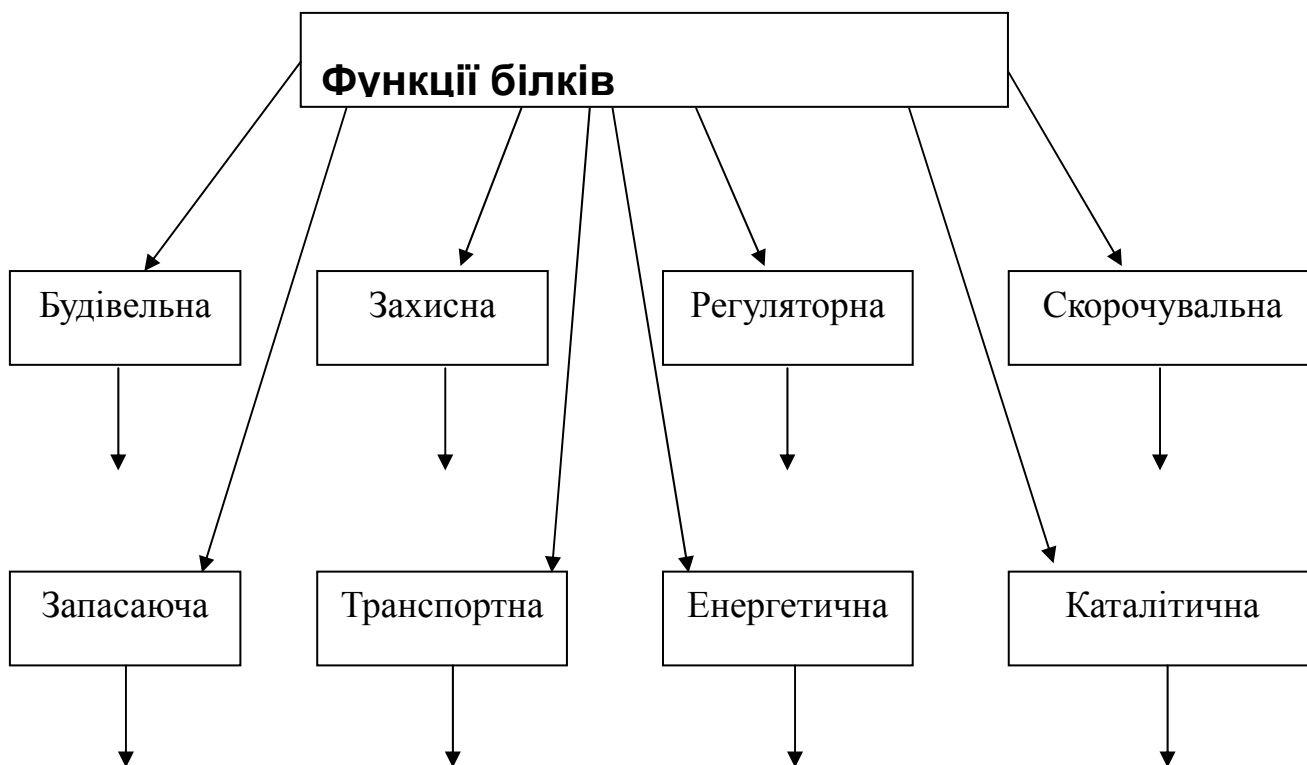 Функції білків
Будівельна
Захисна
Регуляторна
Скорочувальна
Запасаюча
Транспортна
Енергетична
Каталітична